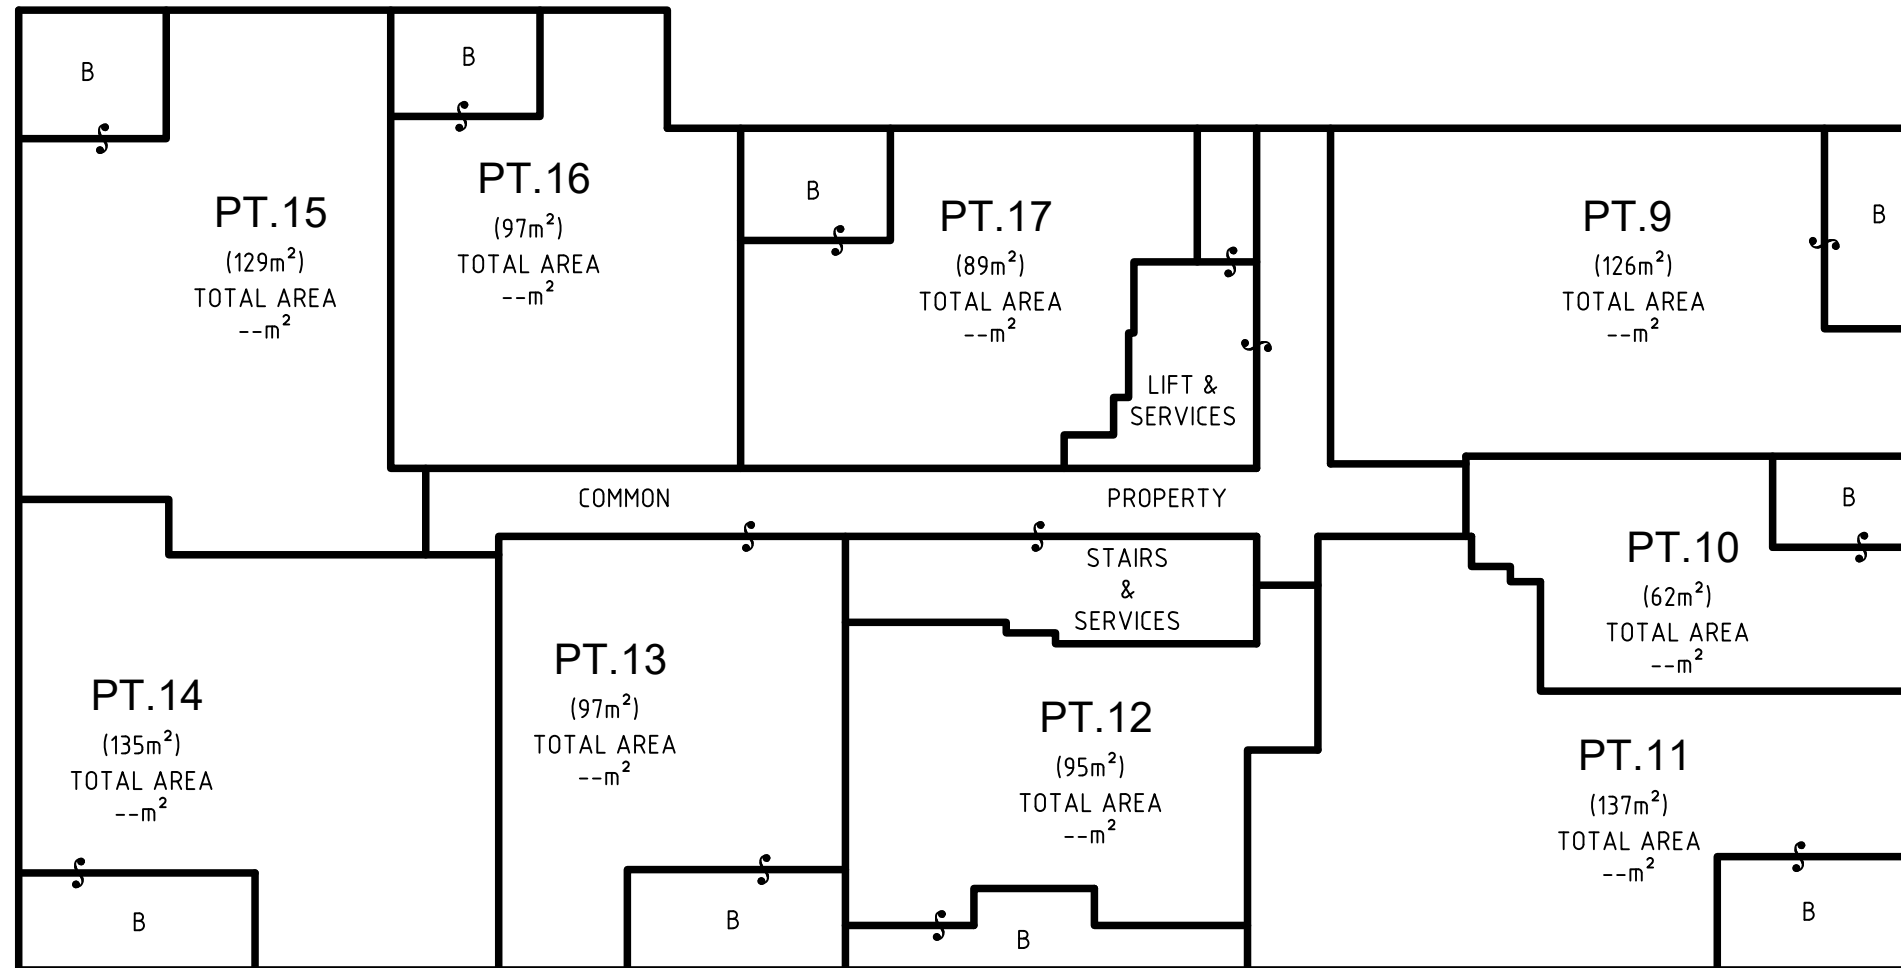 B
PT.15
(129m²)
TOTAL AREA
--m²
B
PT.16
(97m²)
TOTAL AREA
--m²
B
PT.17
(89m²)
TOTAL AREA
--m²
LIFT &
SERVICES
PT.9
(126m²)
TOTAL AREA
--m²
B
COMMON PROPERTY
B
PT.10
(62m²)
TOTAL AREA
--m²
STAIRS
&
SERVICES
PT.14
(135m²)
TOTAL AREA
--m²
B
PT.13
(97m²)
TOTAL AREA
--m²
B
PT.12
(95m²)
TOTAL AREA
--m²
B
PT.11
(137m²)
TOTAL AREA
--m²
B